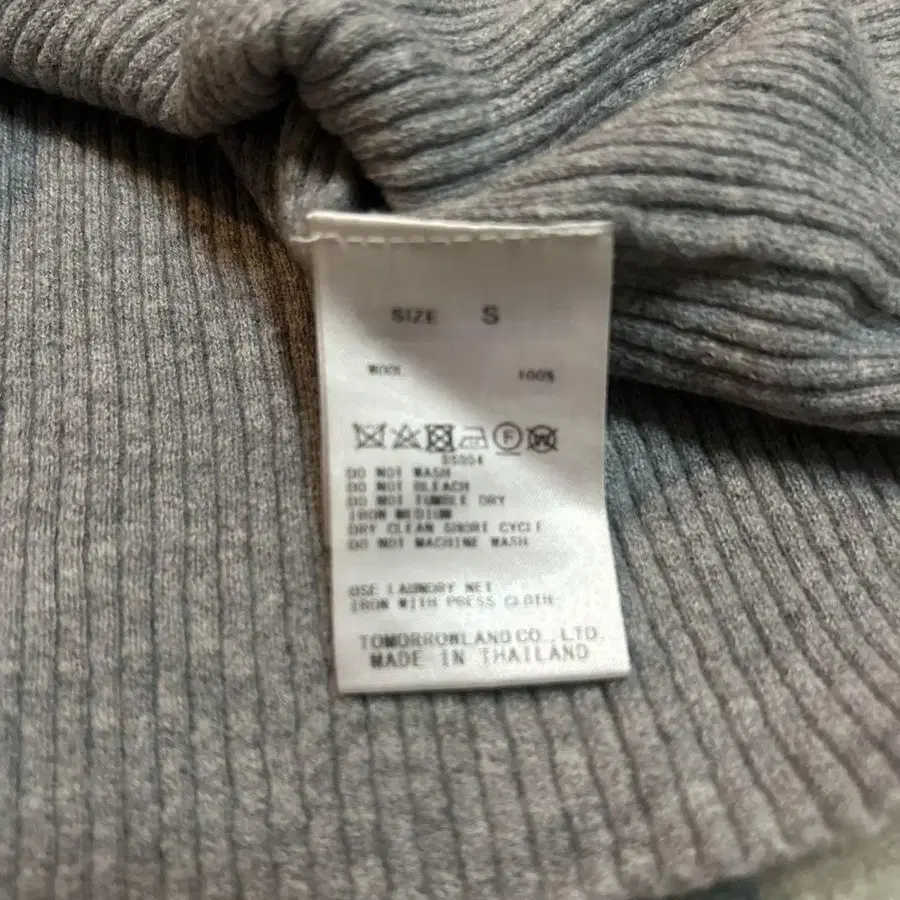 SIZE S
WOOL 100%
F
DO NOT WASH
DO NOT BLEACH
DO NOT TUMBLE DRY
IRON MEDIUM
DRY CLEAN SHORT CYCLE
DO NOT MACHINE WASH
USE LAUNDRY NET
IRON WITH PRESS CLOTH
TOMORROWLAND CO., LTD.
MADE IN THAILAND